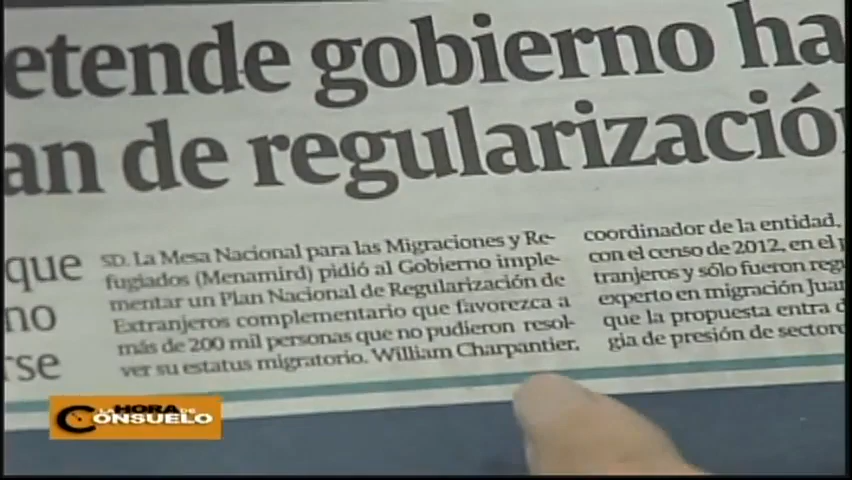 etende gobierno ha
an de regularización
que
no
rse
SD. La Mesa Nacional para las Migraciones y Re-
fugiados (Menamird) pidió al Gobierno imple-
mentar un Plan Nacional de Regularización de
Extranjeros complementario que favorezca a
más de 200 mil personas que no pudieron resol-
ver su estatus migratorio. William Charpantier,
coordinador de la entidad,
con el censo de 2012, en el
tranjeros y sólo fueron reg
experto en migración Juan
que la propuesta entra d
gia de presión de sectore
LA HORA DE
CONSUELO